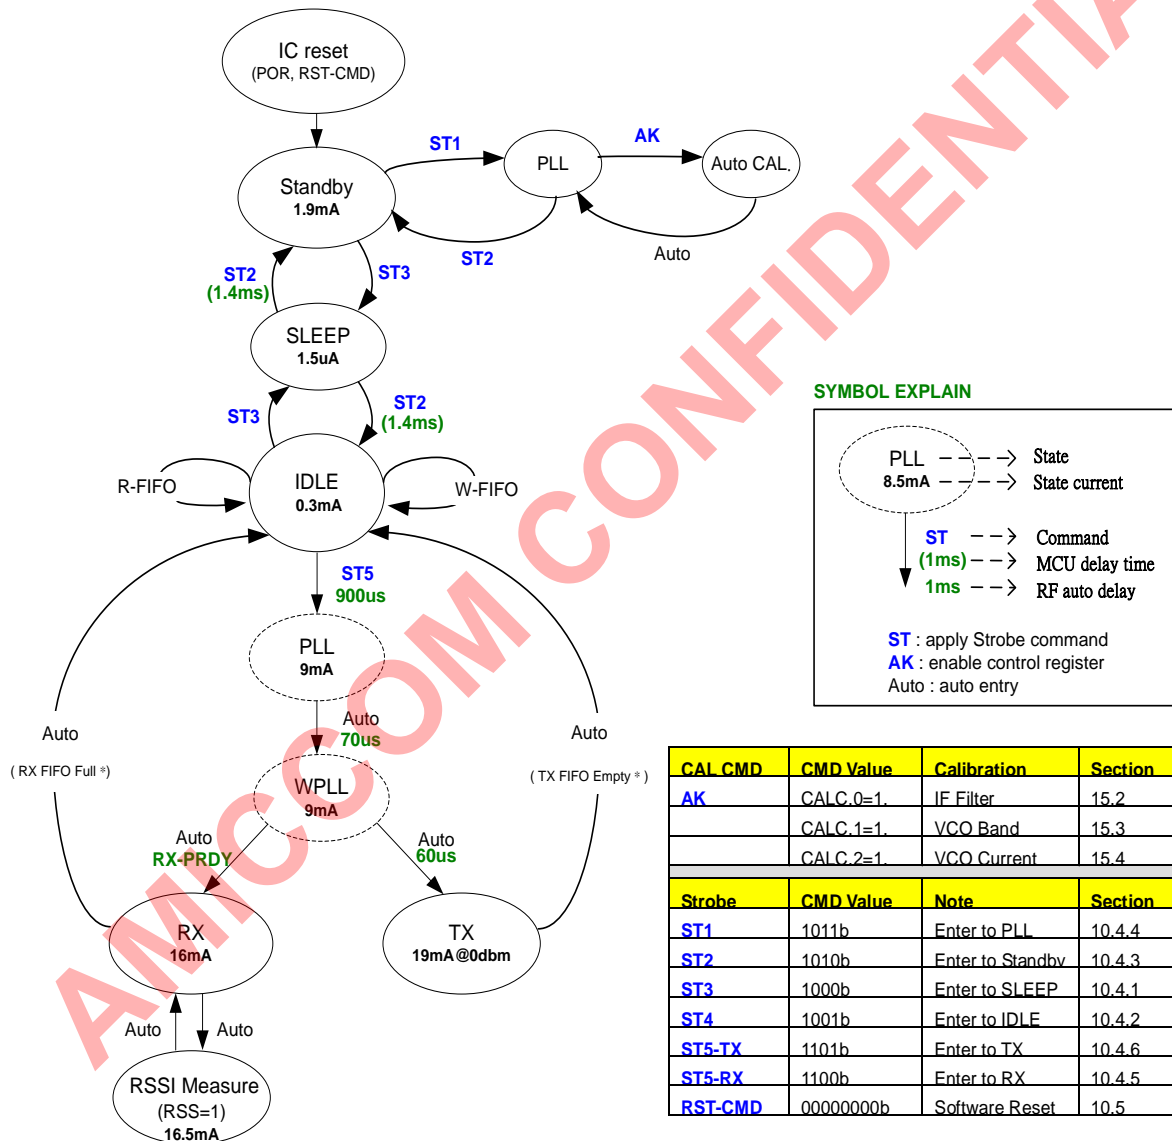 IC reset
(POR, RST-CMD)
ST1
AK
Standby
1.9mA
PLL
Auto CAL.
ST2
Auto
ST2
(1.4ms)
ST3
SLEEP
1.5uA
ST3
ST2
(1.4ms)
R-FIFO
IDLE
0.3mA
W-FIFO
ST5
900us
PLL
9mA
Auto
70us
Auto
( RX FIFO Full *)
Auto
( TX FIFO Empty * )
WPLL
9mA
Auto
RX-PRDY
Auto
60us
RX
16mA
TX
19mA@0dbm
Auto
Auto
RSSI Measure
(RSS=1)
16.5mA
SYMBOL EXPLAIN
PLL State
8.5mA State current
ST Command
(1ms) MCU delay time
1ms RF auto delay
ST : apply Strobe command
AK : enable control register
Auto : auto entry
CAL CMD CMD Value Calibration Section
AK CALC.0=1. IF Filter 15.2
CALC.1=1. VCO Band 15.3
CALC.2=1. VCO Current 15.4
Strobe CMD Value Note Section
ST1 1011b Enter to PLL 10.4.4
ST2 1010b Enter to Standby 10.4.3
ST3 1000b Enter to SLEEP 10.4.1
ST4 1001b Enter to IDLE 10.4.2
ST5-TX 1101b Enter to TX 10.4.6
ST5-RX 1100b Enter to RX 10.4.5
RST-CMD 00000000b Software Reset 10.5
AMICCOM CONFIDENTIA